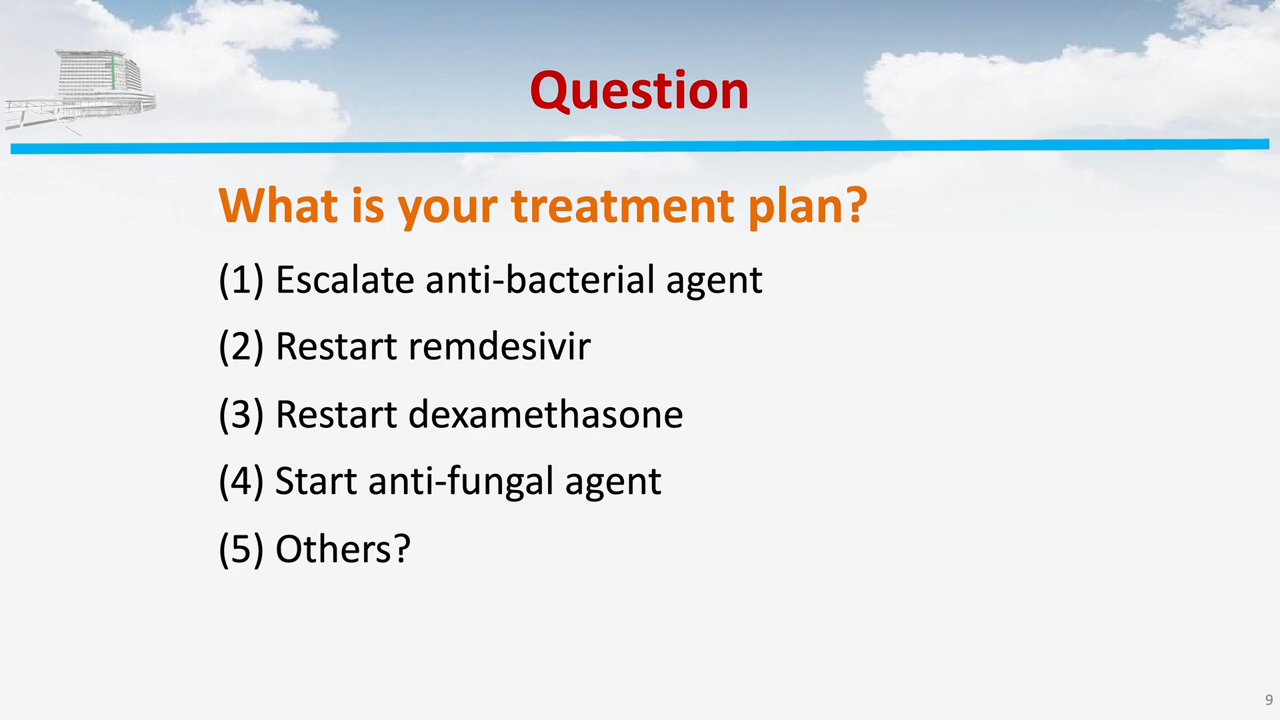 Question
What is your treatment plan?
(1) Escalate anti-bacterial agent
(2) Restart remdesivir
(3) Restart dexamethasone
(4) Start anti-fungal agent
(5) Others?
9